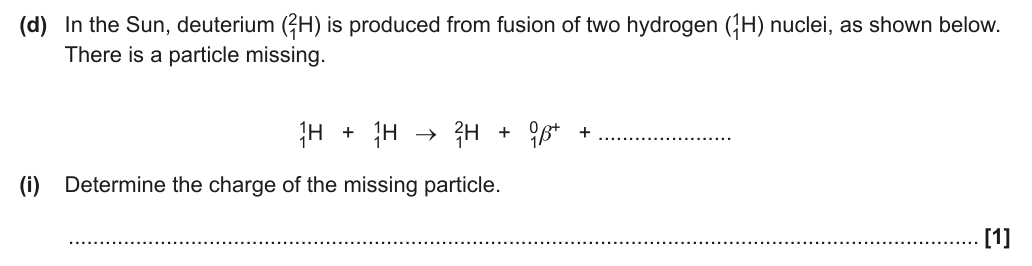 (d) In the Sun, deuterium (²₁H) is produced from fusion of two hydrogen (¹₁H) nuclei, as shown below.
There is a particle missing.
¹₁H + ¹₁H → ²₁H + ⁰₁β⁺ + ......................
(i) Determine the charge of the missing particle.
...................................................................................................................................................... [1]